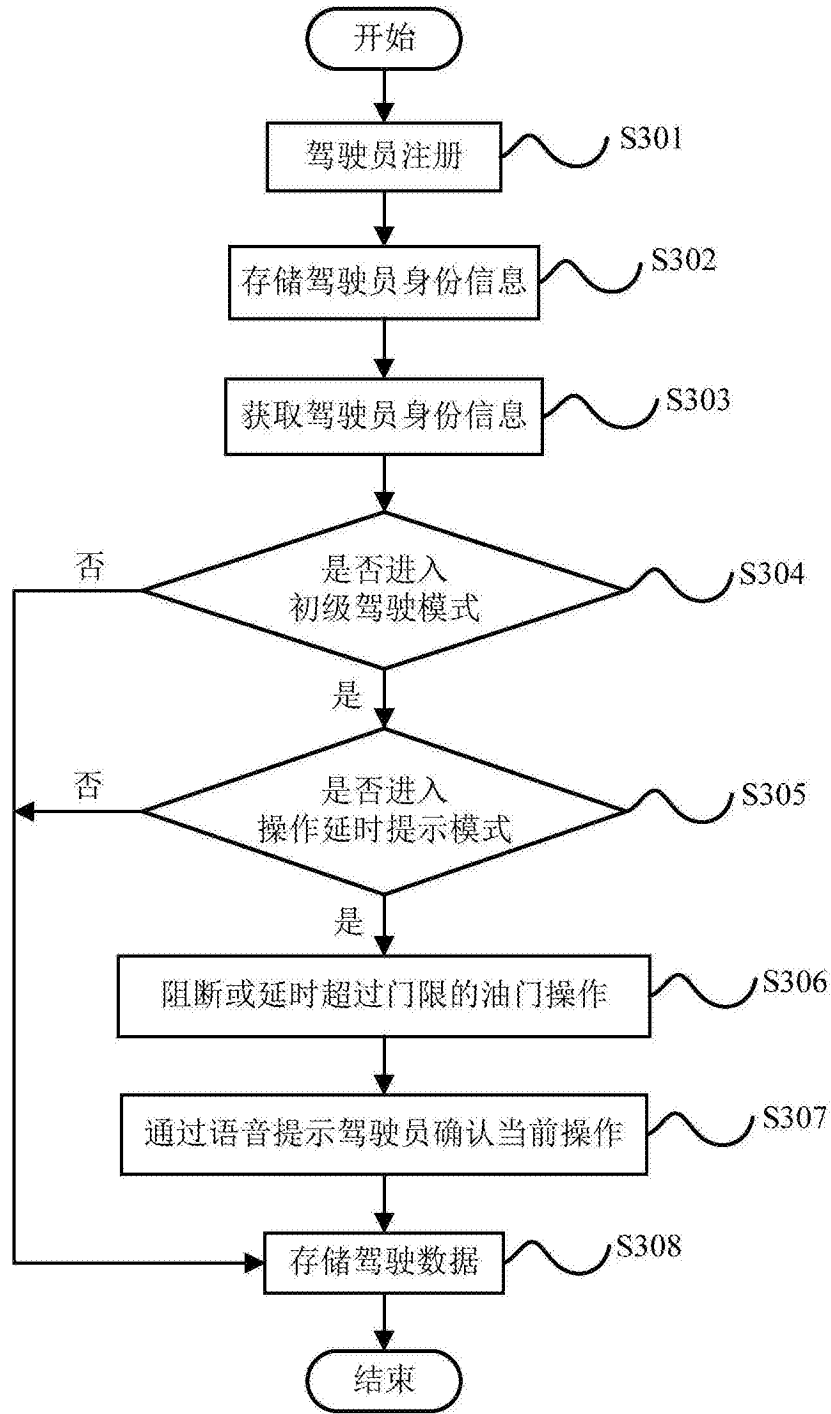 开始
驾驶员注册
S301
存储驾驶员身份信息
S302
获取驾驶员身份信息
S303
否
是否进入
初级驾驶模式
S304
是
否
是否进入
操作延时提示模式
S305
是
阻断或延时超过门限的油门操作
S306
通过语音提示驾驶员确认当前操作
S307
存储驾驶数据
S308
结束